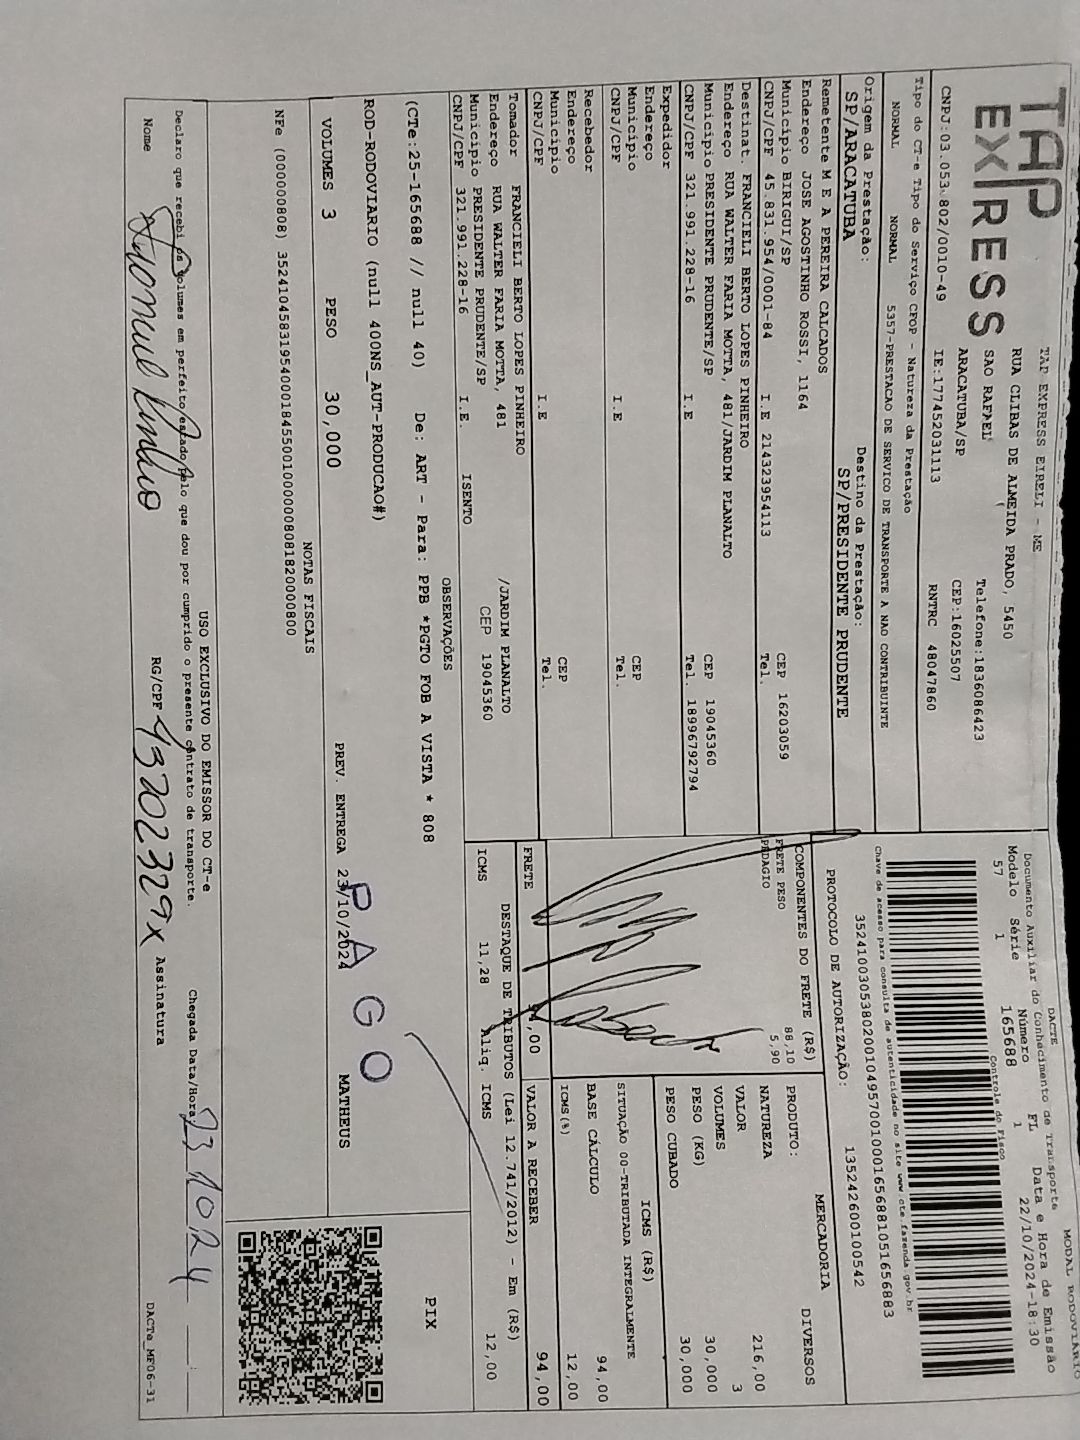 TAP EXPRESS
TAP EXPRESS EIRELI - ME
RUA CLIBAS DE ALMEIDA PRADO, 5450
SAO RAFAEL
ARACATUBA/SP
Telefone:1836086423
CEP:16025507
CNPJ:03.053.802/0010-49 IE:177452031113 RNTRC 48047860
MODAL RODOVIARIO
DACTE
Documento Auxiliar do Conhecimento de Transporte
Modelo Série Número FL Data e Hora de Emissão
57 1 165688 1 22/10/2024-18:30
Controle do Fisco
Chave de acesso para consulta de autenticidade no site www.cte.fazenda.gov.br
35241003053802001049570010001656881051656883
PROTOCOLO DE AUTORIZAÇÃO: 135242600100542
Tipo do CT-e Tipo do Serviço CFOP - Natureza da Prestação
NORMAL NORMAL 5357-PRESTACAO DE SERVICO DE TRANSPORTE A NAO CONTRIBUINTE
Origem da Prestação: Destino da Prestação:
SP/ARACATUBA SP/PRESIDENTE PRUDENTE
Remetente M E A PEREIRA CALCADOS
Endereço JOSE AGOSTINHO ROSSI, 1164
Município BIRIGUI/SP CEP 16203059
CNPJ/CPF 45.831.954/0001-84 I.E 214323954113 Tel.
Destinat. FRANCIELI BERTO LOPES PINHEIRO
Endereço RUA WALTER FARIA MOTTA, 481/JARDIM PLANALTO
Município PRESIDENTE PRUDENTE/SP CEP 19045360
CNPJ/CPF 321.991.228-16 I.E Tel. 18996792794
Expedidor
Endereço
Município CEP
CNPJ/CPF I.E Tel.
Recebedor
Endereço
Município CEP
CNPJ/CPF I.E Tel.
Tomador FRANCIELI BERTO LOPES PINHEIRO
Endereço RUA WALTER FARIA MOTTA, 481 /JARDIM PLANALTO
Município PRESIDENTE PRUDENTE/SP CEP 19045360
CNPJ/CPF 321.991.228-16 I.E. ISENTO
COMPONENTES DO FRETE (R$)
FRETE PESO 88,10
PEDAGIO 5,90
MERCADORIA
PRODUTO: DIVERSOS
NATUREZA
VALOR 216,00
VOLUMES 3
PESO (KG) 30,000
PESO CUBADO 30,000
ICMS (R$)
SITUAÇÃO 00-TRIBUTADA INTEGRALMENTE
BASE CÁLCULO 94,00
ICMS(%) 12,00
FRETE VALOR A RECEBER 94,00
DESTAQUE DE TRIBUTOS (Lei 12.741/2012) - Em (R$)
ICMS 11,28 Aliq. ICMS 12,00
OBSERVAÇÕES
(CTe:25-165688 // null 40) De: ART - Para: PPB *PGTO FOB A VISTA * 808
ROD-RODOVIARIO (null 400NS_AUT-PRODUCAO#)
PAGO
PIX
VOLUMES 3 PESO 30,000 PREV. ENTREGA 23/10/2024 MATHEUS
NOTAS FISCAIS
NFe (000000808) 35241045831954000184550010000008081820000800
USO EXCLUSIVO DO EMISSOR DO CT-e
Declaro que recebi os volumes em perfeito estado pelo que dou por cumprido o presente contrato de transporte. Chegada Data/Hora 23 10 24
Nome RG/CPF 43202329x Assinatura
DACTe_MF06-31